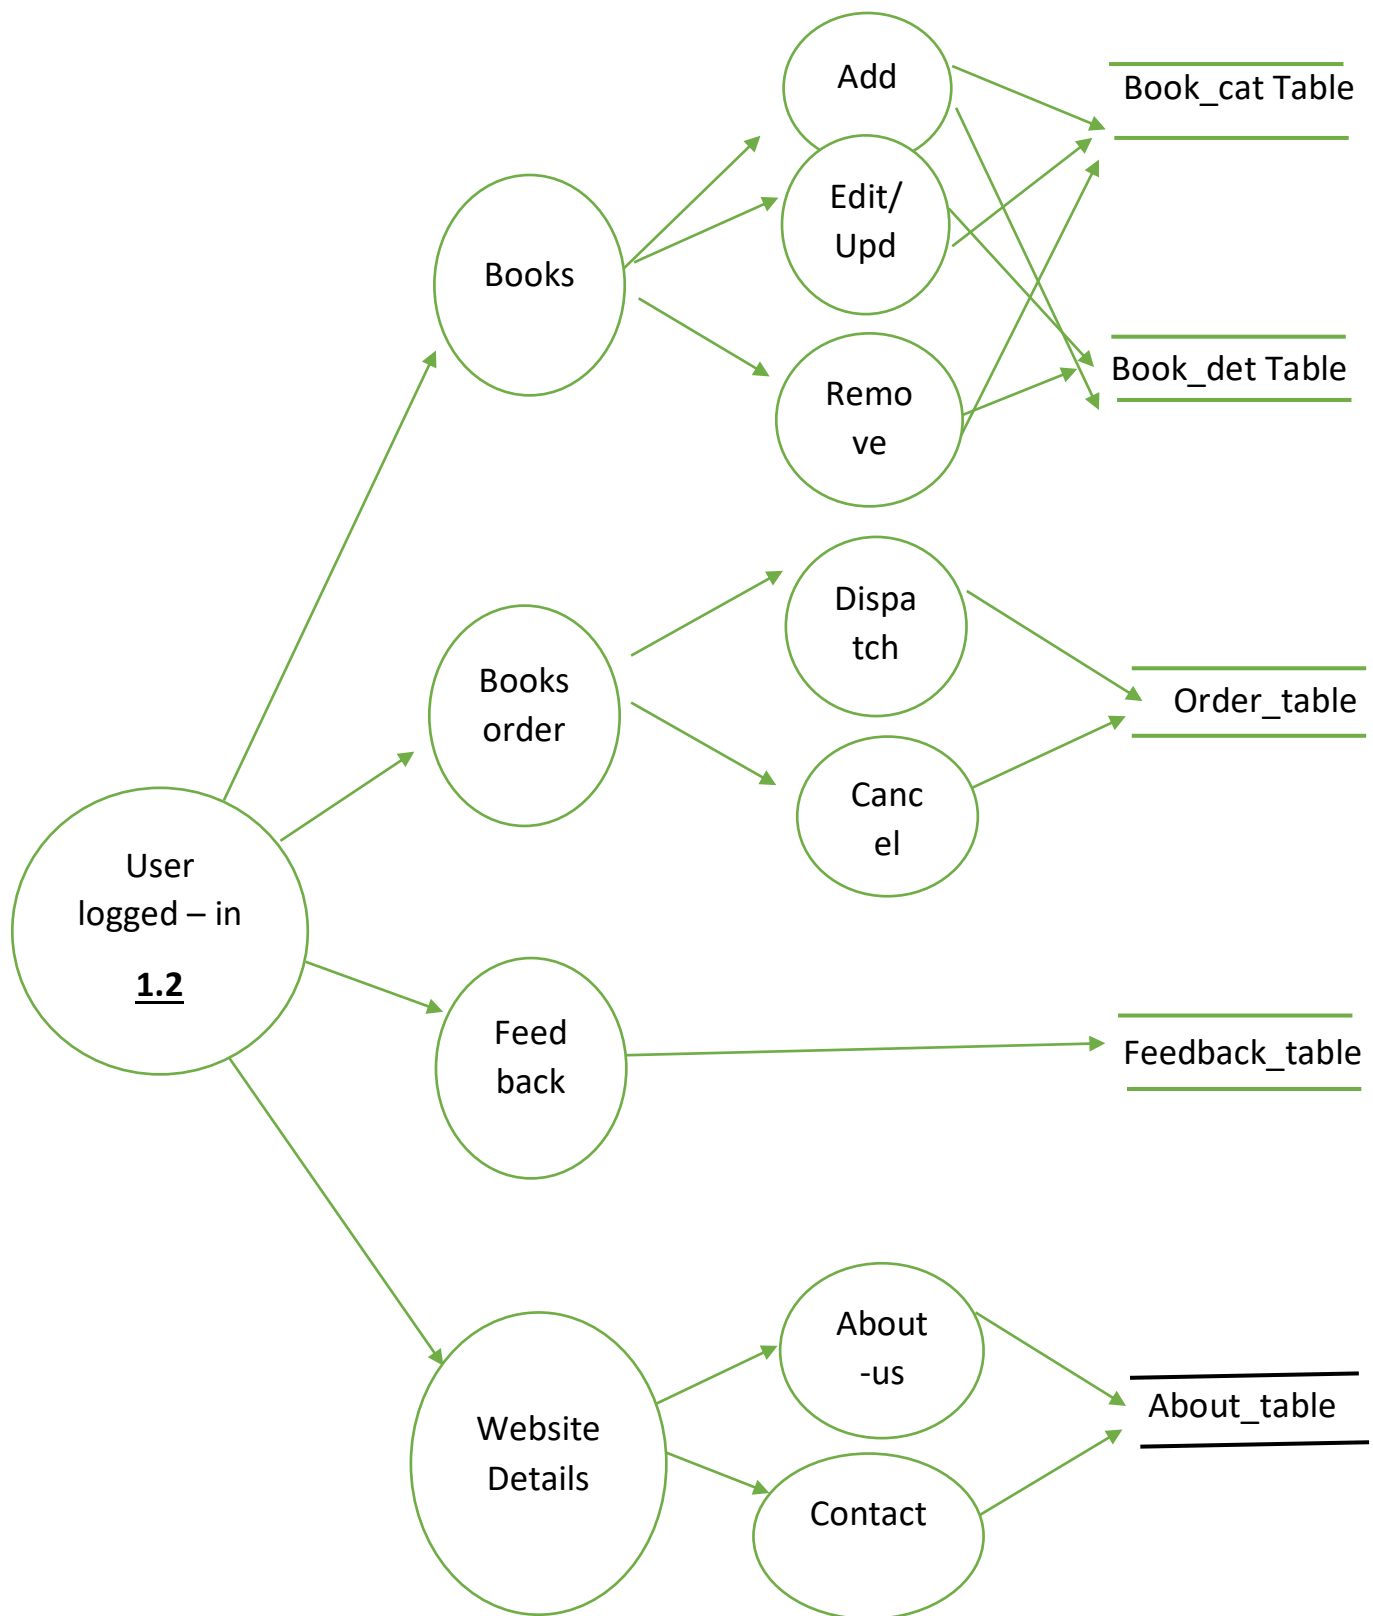 Add
Book_cat Table
Edit/
Upd
Books
Book_det Table
Remo
ve
Dispa
tch
Books
order
Order_table
Canc
el
User
logged – in
1.2
Feed
back
Feedback_table
About
-us
About_table
Website
Details
Contact